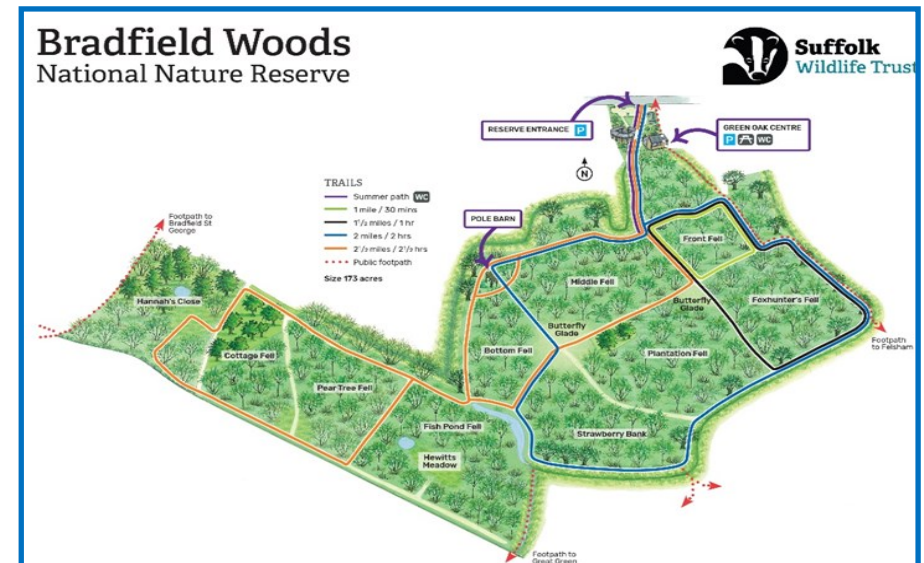 Bradfield Woods
National Nature Reserve
Suffolk
Wildlife Trust
RESERVE ENTRANCE P
GREEN OAK CENTRE
P WC
N
TRAILS
Summer path WC
1 mile / 30 mins
1½ miles / 1 hr
2 miles / 2 hrs
2½ miles / 2½ hrs
Public footpath
Size 173 acres
POLE BARN
Footpath to
Bradfield St
George
Front Fell
Hannah's Close
Middle Fell
Foxhunter's Fell
Butterfly
Glade
Butterfly
Glade
Footpath
to Felsham
Cottage Fell
Bottom Fell
Plantation Fell
Pear Tree Fell
Fish Pond Fell
Strawberry Bank
Hewitts
Meadow
Footpath to
Great Green